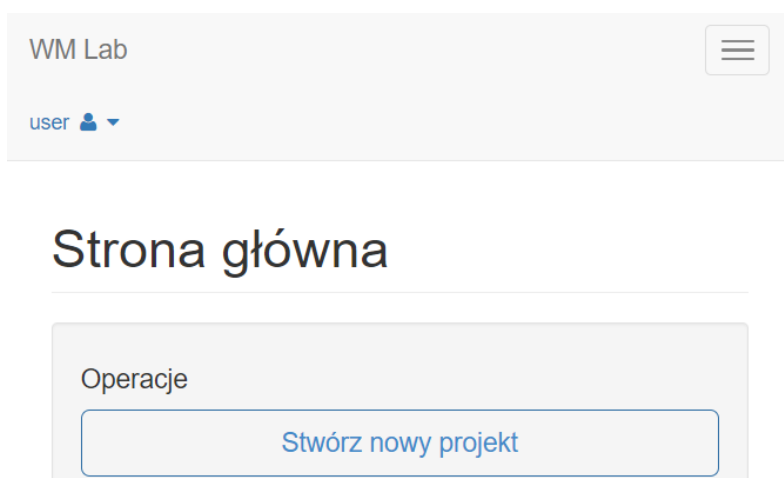 WM Lab
user
Strona główna
Operacje
Stwórz nowy projekt